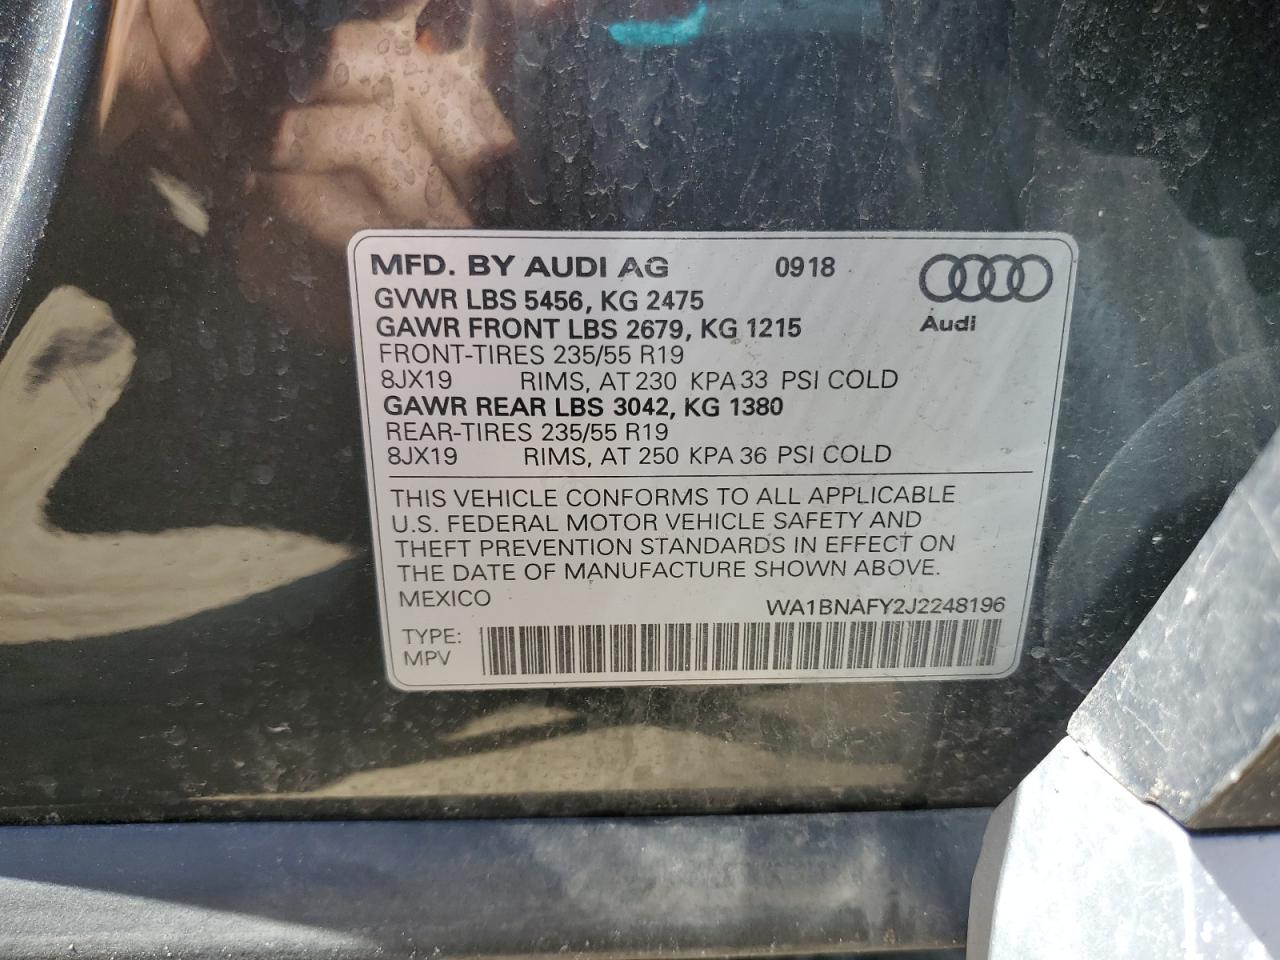 MFD. BY AUDI AG 0918
GVWR LBS 5456, KG 2475
GAWR FRONT LBS 2679, KG 1215
Audi
FRONT-TIRES 235/55 R19
8JX19 RIMS, AT 230 KPA 33 PSI COLD
GAWR REAR LBS 3042, KG 1380
REAR-TIRES 235/55 R19
8JX19 RIMS, AT 250 KPA 36 PSI COLD
THIS VEHICLE CONFORMS TO ALL APPLICABLE
U.S. FEDERAL MOTOR VEHICLE SAFETY AND
THEFT PREVENTION STANDARDS IN EFFECT ON
THE DATE OF MANUFACTURE SHOWN ABOVE.
MEXICO WA1BNAFY2J2248196
TYPE:
MPV